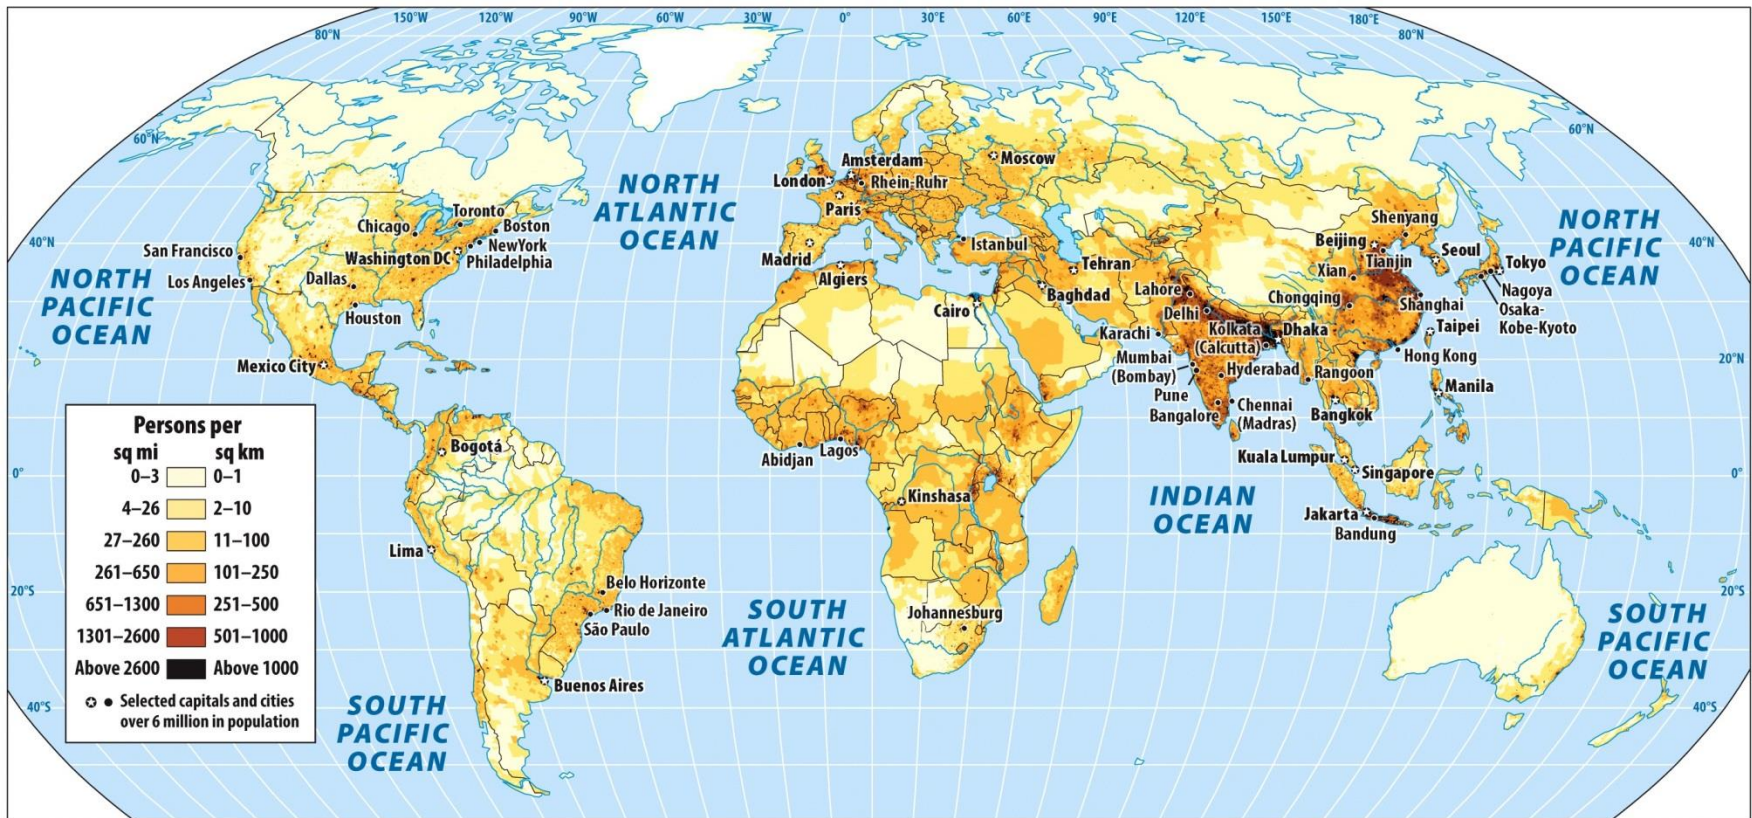 150°W 120°W 90°W 60°W 30°W 0° 30°E 60°E 90°E 120°E 150°E 180°E
80°N
80°N
60°N
60°N
40°N
40°N
20°N
0°
0°
20°S
20°S
40°S
40°S
NORTH
PACIFIC
OCEAN
NORTH
ATLANTIC
OCEAN
NORTH
PACIFIC
OCEAN
SOUTH
PACIFIC
OCEAN
SOUTH
ATLANTIC
OCEAN
INDIAN
OCEAN
SOUTH
PACIFIC
OCEAN
San Francisco
Los Angeles
Chicago
Toronto
Boston
NewYork
Philadelphia
Washington DC
Dallas
Houston
Mexico City
Bogotá
Lima
Belo Horizonte
Rio de Janeiro
São Paulo
Buenos Aires
London
Amsterdam
Rhein-Ruhr
Paris
Madrid
Moscow
Istanbul
Algiers
Cairo
Tehran
Baghdad
Abidjan
Lagos
Kinshasa
Johannesburg
Lahore
Delhi
Karachi
Kolkata
(Calcutta)
Dhaka
Mumbai
(Bombay)
Pune
Hyderabad
Bangalore
Chennai
(Madras)
Rangoon
Bangkok
Kuala Lumpur
Singapore
Jakarta
Bandung
Manila
Hong Kong
Taipei
Shanghai
Chongqing
Xian
Tianjin
Beijing
Shenyang
Seoul
Tokyo
Nagoya
Osaka-
Kobe-Kyoto
Persons per
sq mi sq km
0–3 0–1
4–26 2–10
27–260 11–100
261–650 101–250
651–1300 251–500
1301–2600 501–1000
Above 2600 Above 1000
Selected capitals and cities
over 6 million in population